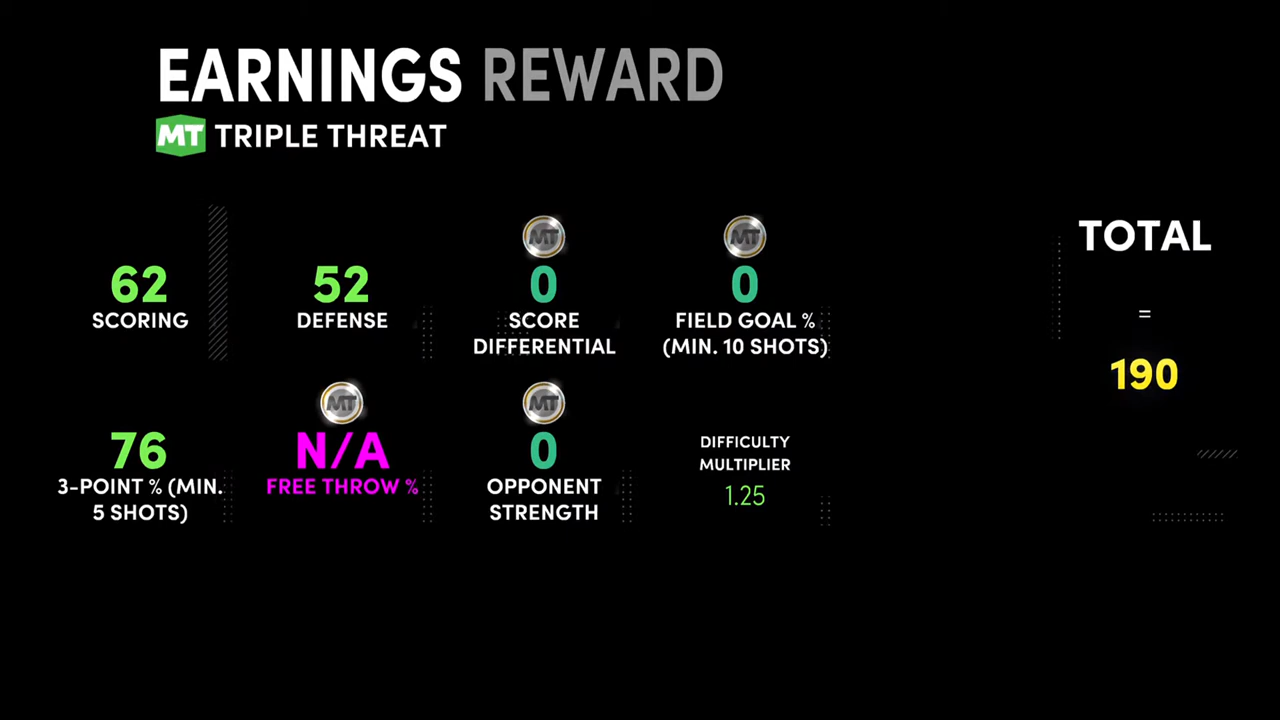 EARNINGS REWARD
MT TRIPLE THREAT
62
SCORING
52
DEFENSE
MT
0
SCORE
DIFFERENTIAL
MT
0
FIELD GOAL %
(MIN. 10 SHOTS)
TOTAL
=
190
76
3-POINT % (MIN.
5 SHOTS)
MT
N/A
FREE THROW %
MT
0
OPPONENT
STRENGTH
DIFFICULTY
MULTIPLIER
1.25